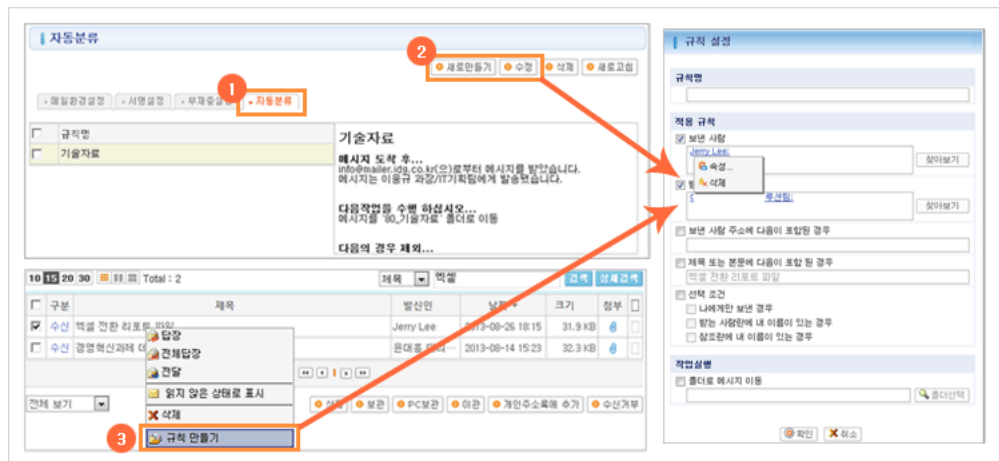 자동분류
2
새로만들기 수정 삭제 새로고침
1
메일환경설정 서명설정 자동분류
규칙명
기술자료
기술자료
메시지 도착 후...
info@mailer.idg.co.kr(으)로부터 메시지를 받았습니다.
메시지는 이용규 과장/IT기획팀에게 발송됐습니다.
다음작업을 수행 하십시오...
메시지를 '80_기술자료' 폴더로 이동
다음의 경우 제외...
10 15 20 30 Total : 2 제목 엑셀 검색 상세검색
구분 제목 발신인 크기 첨부
수신 엑셀 전환 리포트 파일 Jerry Lee 2013-08-26 18:15 31.9 KB
수신 경영혁신과제 윤대홍 2013-08-14 15:23 32.3 KB
답장
전체답장
전달
읽지 않은 상태로 표시
삭제
3
규칙 만들기
1
전체 보기 보관 PC보관 이관 개인주소록에 추가 수신거부
규칙 설정
규칙명
적용 규칙
보낸 사람
Jerry Lee;
찾아보기
속성...
삭제
루션팀;
찾아보기
보낸 사람 주소에 다음이 포함된 경우
제목 또는 본문에 다음이 포함 된 경우
엑셀 전환 리포트 파일
선택 조건
나에게만 보낸 경우
받는 사람란에 내 이름이 있는 경우
참조란에 내 이름이 있는 경우
작업실행
폴더로 메시지 이동
폴더선택
확인 취소